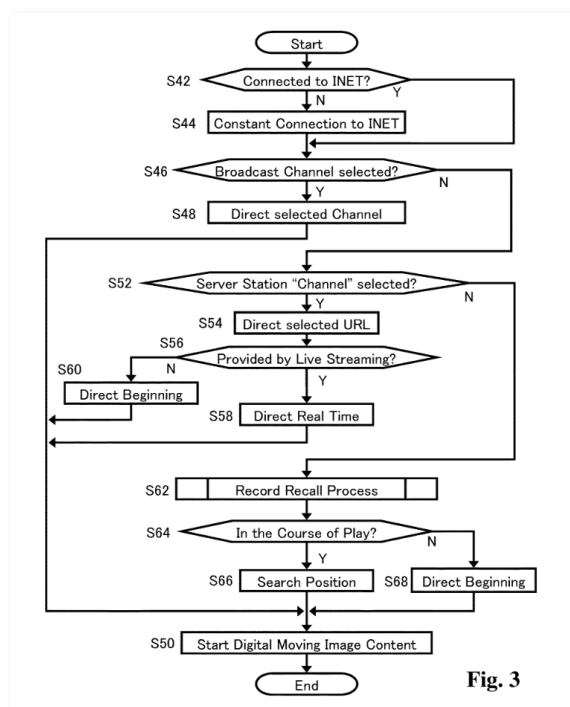 Start
S42
Connected to INET?
N
Y
S44
Constant Connection to INET
S46
Broadcast Channel selected?
Y
N
S48
Direct selected Channel
S52
Server Station "Channel" selected?
Y
N
S54
Direct selected URL
S56
Provided by Live Streaming?
S60
N
Direct Beginning
Y
S58
Direct Real Time
S62
Record Recall Process
S64
In the Course of Play?
Y
N
S66
Search Position
S68
Direct Beginning
S50
Start Digital Moving Image Content
End
Fig. 3